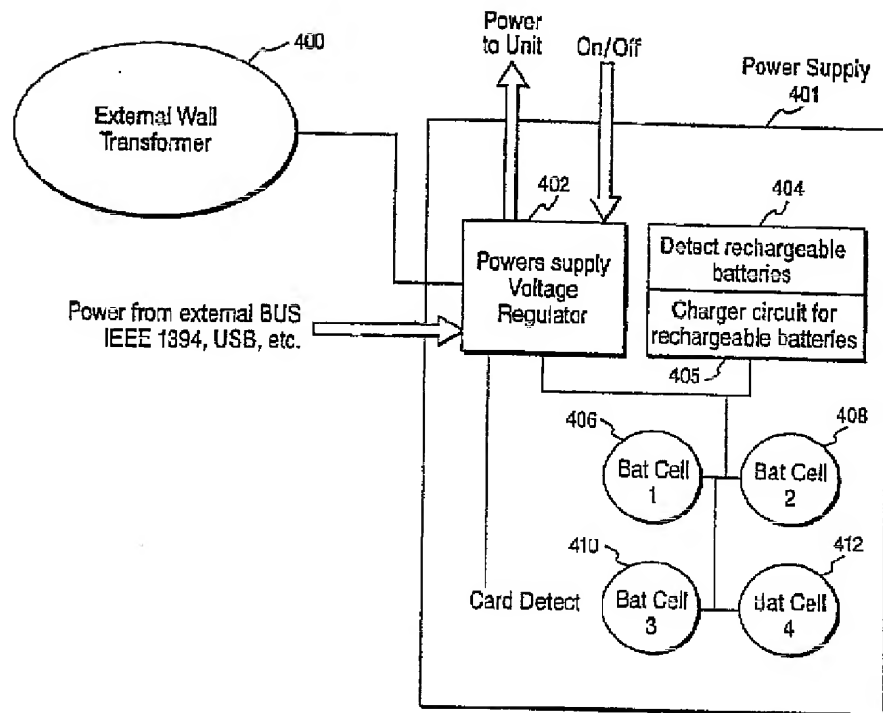 400
External Wall
Transformer
Power
to Unit
On/Off
Power Supply
401
402
Powers supply
Voltage
Regulator
404
Detect rechargeable
batteries
Charger circuit for
rechargeable batteries
405
Power from external BUS
IEEE 1394, USB, etc.
406
Bat Cell
1
408
Bat Cell
2
410
Bat Cell
3
412
Bat Cell
4
Card Detect